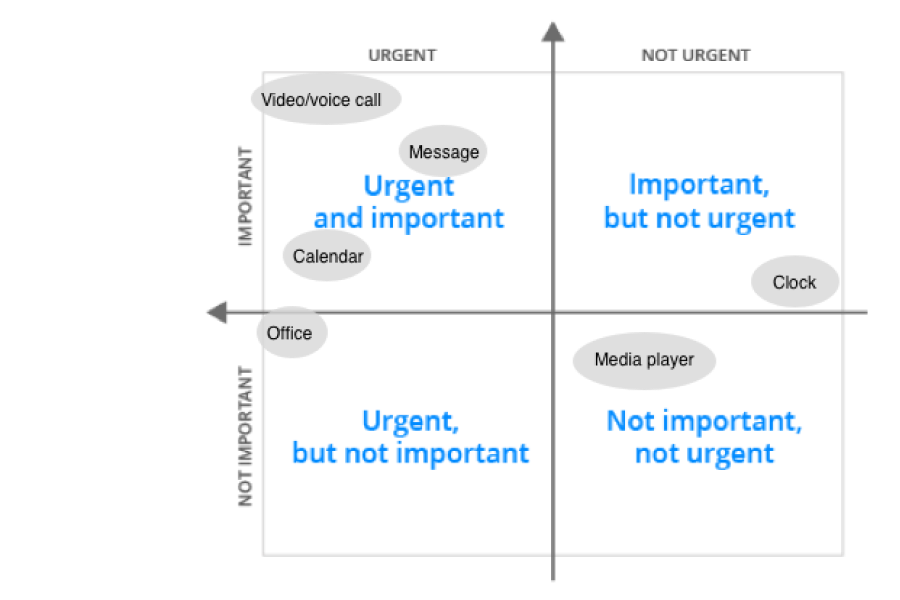 URGENT
NOT URGENT
IMPORTANT
Video/voice call
Message
Urgent
and important
Calendar
Important,
but not urgent
Clock
NOT IMPORTANT
Office
Urgent,
but not important
Media player
Not important,
not urgent